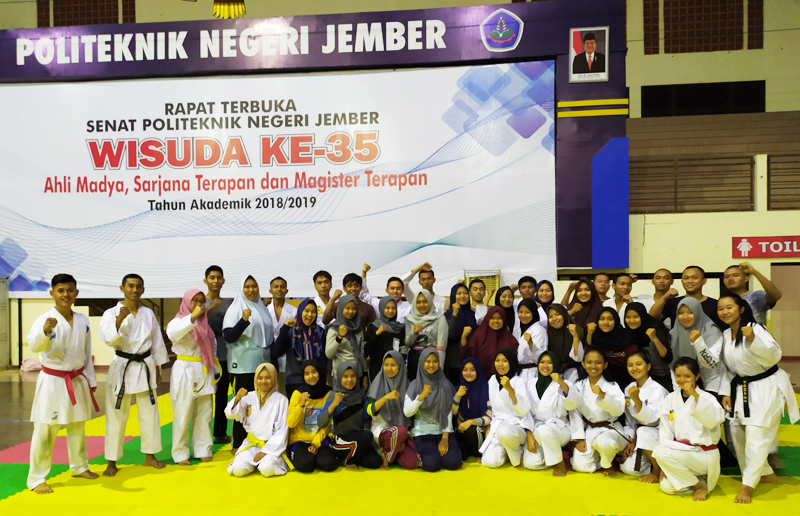 POLITEKNIK NEGERI JEMBER
RAPAT TERBUKA
SENAT POLITEKNIK NEGERI JEMBER
WISUDA KE-35
Ahli Madya, Sarjana Terapan dan Magister Terapan
Tahun Akademik 2018/2019
TOIL